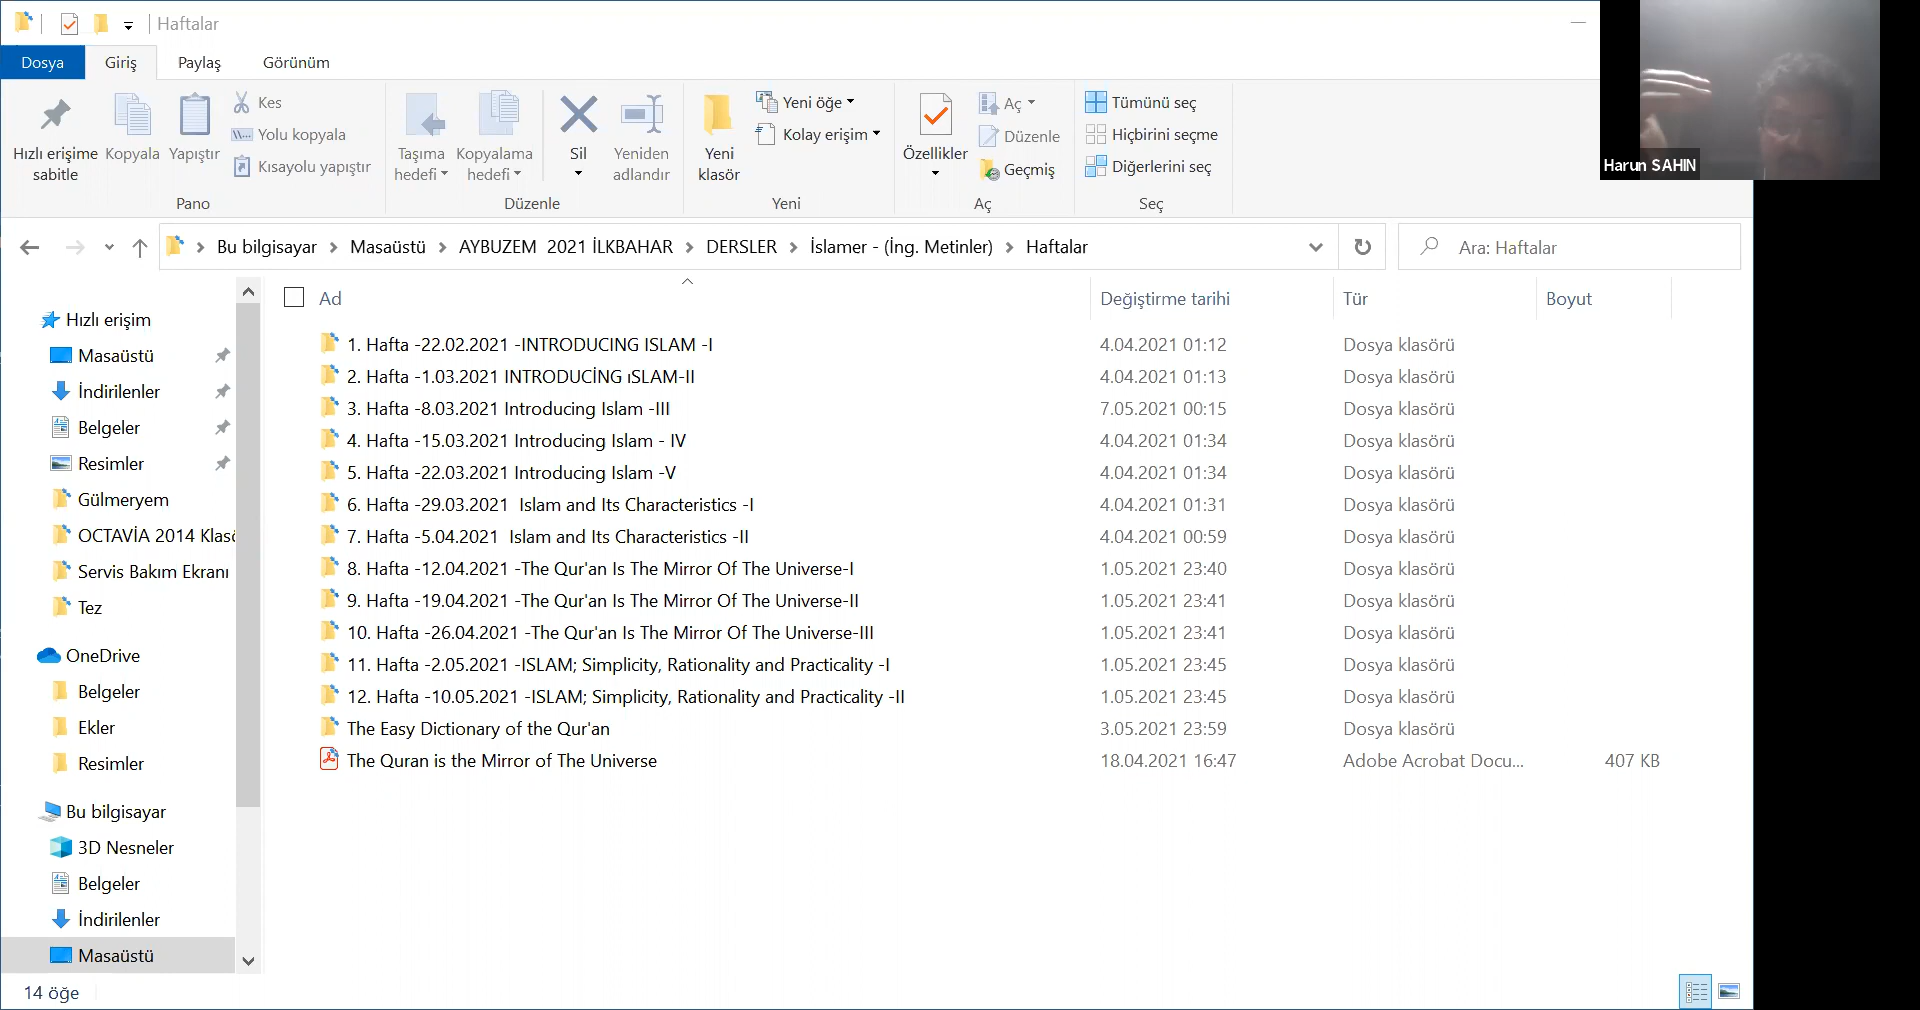 Haftalar
Dosya Giriş Paylaş Görünüm
Hızlı erişime sabitle
Kopyala
Yapıştır
Kes
Yolu kopyala
Kısayolu yapıştır
Pano
Taşıma hedefi
Kopyalama hedefi
Sil
Yeniden adlandır
Düzenle
Yeni klasör
Yeni öğe
Kolay erişim
Yeni
Özellikler
Aç
Düzenle
Geçmiş
Aç
Tümünü seç
Hiçbirini seçme
Diğerlerini seç
Seç
Harun SAHIN
Bu bilgisayar > Masaüstü > AYBUZEM 2021 İLKBAHAR > DERSLER > İslamer - (İng. Metinler) > Haftalar
Ara: Haftalar
Hızlı erişim
Masaüstü
İndirilenler
Belgeler
Resimler
Gülmeryem
OCTAVİA 2014 Klasö
Servis Bakım Ekranı
Tez
OneDrive
Belgeler
Ekler
Resimler
Bu bilgisayar
3D Nesneler
Belgeler
İndirilenler
Masaüstü
Ad Değiştirme tarihi Tür Boyut
1. Hafta -22.02.2021 -INTRODUCING ISLAM -I 4.04.2021 01:12 Dosya klasörü
2. Hafta -1.03.2021 INTRODUCİNG ıSLAM-II 4.04.2021 01:13 Dosya klasörü
3. Hafta -8.03.2021 Introducing Islam -III 7.05.2021 00:15 Dosya klasörü
4. Hafta -15.03.2021 Introducing Islam - IV 4.04.2021 01:34 Dosya klasörü
5. Hafta -22.03.2021 Introducing Islam -V 4.04.2021 01:34 Dosya klasörü
6. Hafta -29.03.2021 Islam and Its Characteristics -I 4.04.2021 01:31 Dosya klasörü
7. Hafta -5.04.2021 Islam and Its Characteristics -II 4.04.2021 00:59 Dosya klasörü
8. Hafta -12.04.2021 -The Qur'an Is The Mirror Of The Universe-I 1.05.2021 23:40 Dosya klasörü
9. Hafta -19.04.2021 -The Qur'an Is The Mirror Of The Universe-II 1.05.2021 23:41 Dosya klasörü
10. Hafta -26.04.2021 -The Qur'an Is The Mirror Of The Universe-III 1.05.2021 23:41 Dosya klasörü
11. Hafta -2.05.2021 -ISLAM; Simplicity, Rationality and Practicality -I 1.05.2021 23:45 Dosya klasörü
12. Hafta -10.05.2021 -ISLAM; Simplicity, Rationality and Practicality -II 1.05.2021 23:45 Dosya klasörü
The Easy Dictionary of the Qur'an 3.05.2021 23:59 Dosya klasörü
The Quran is the Mirror of The Universe 18.04.2021 16:47 Adobe Acrobat Docu... 407 KB
14 öğe